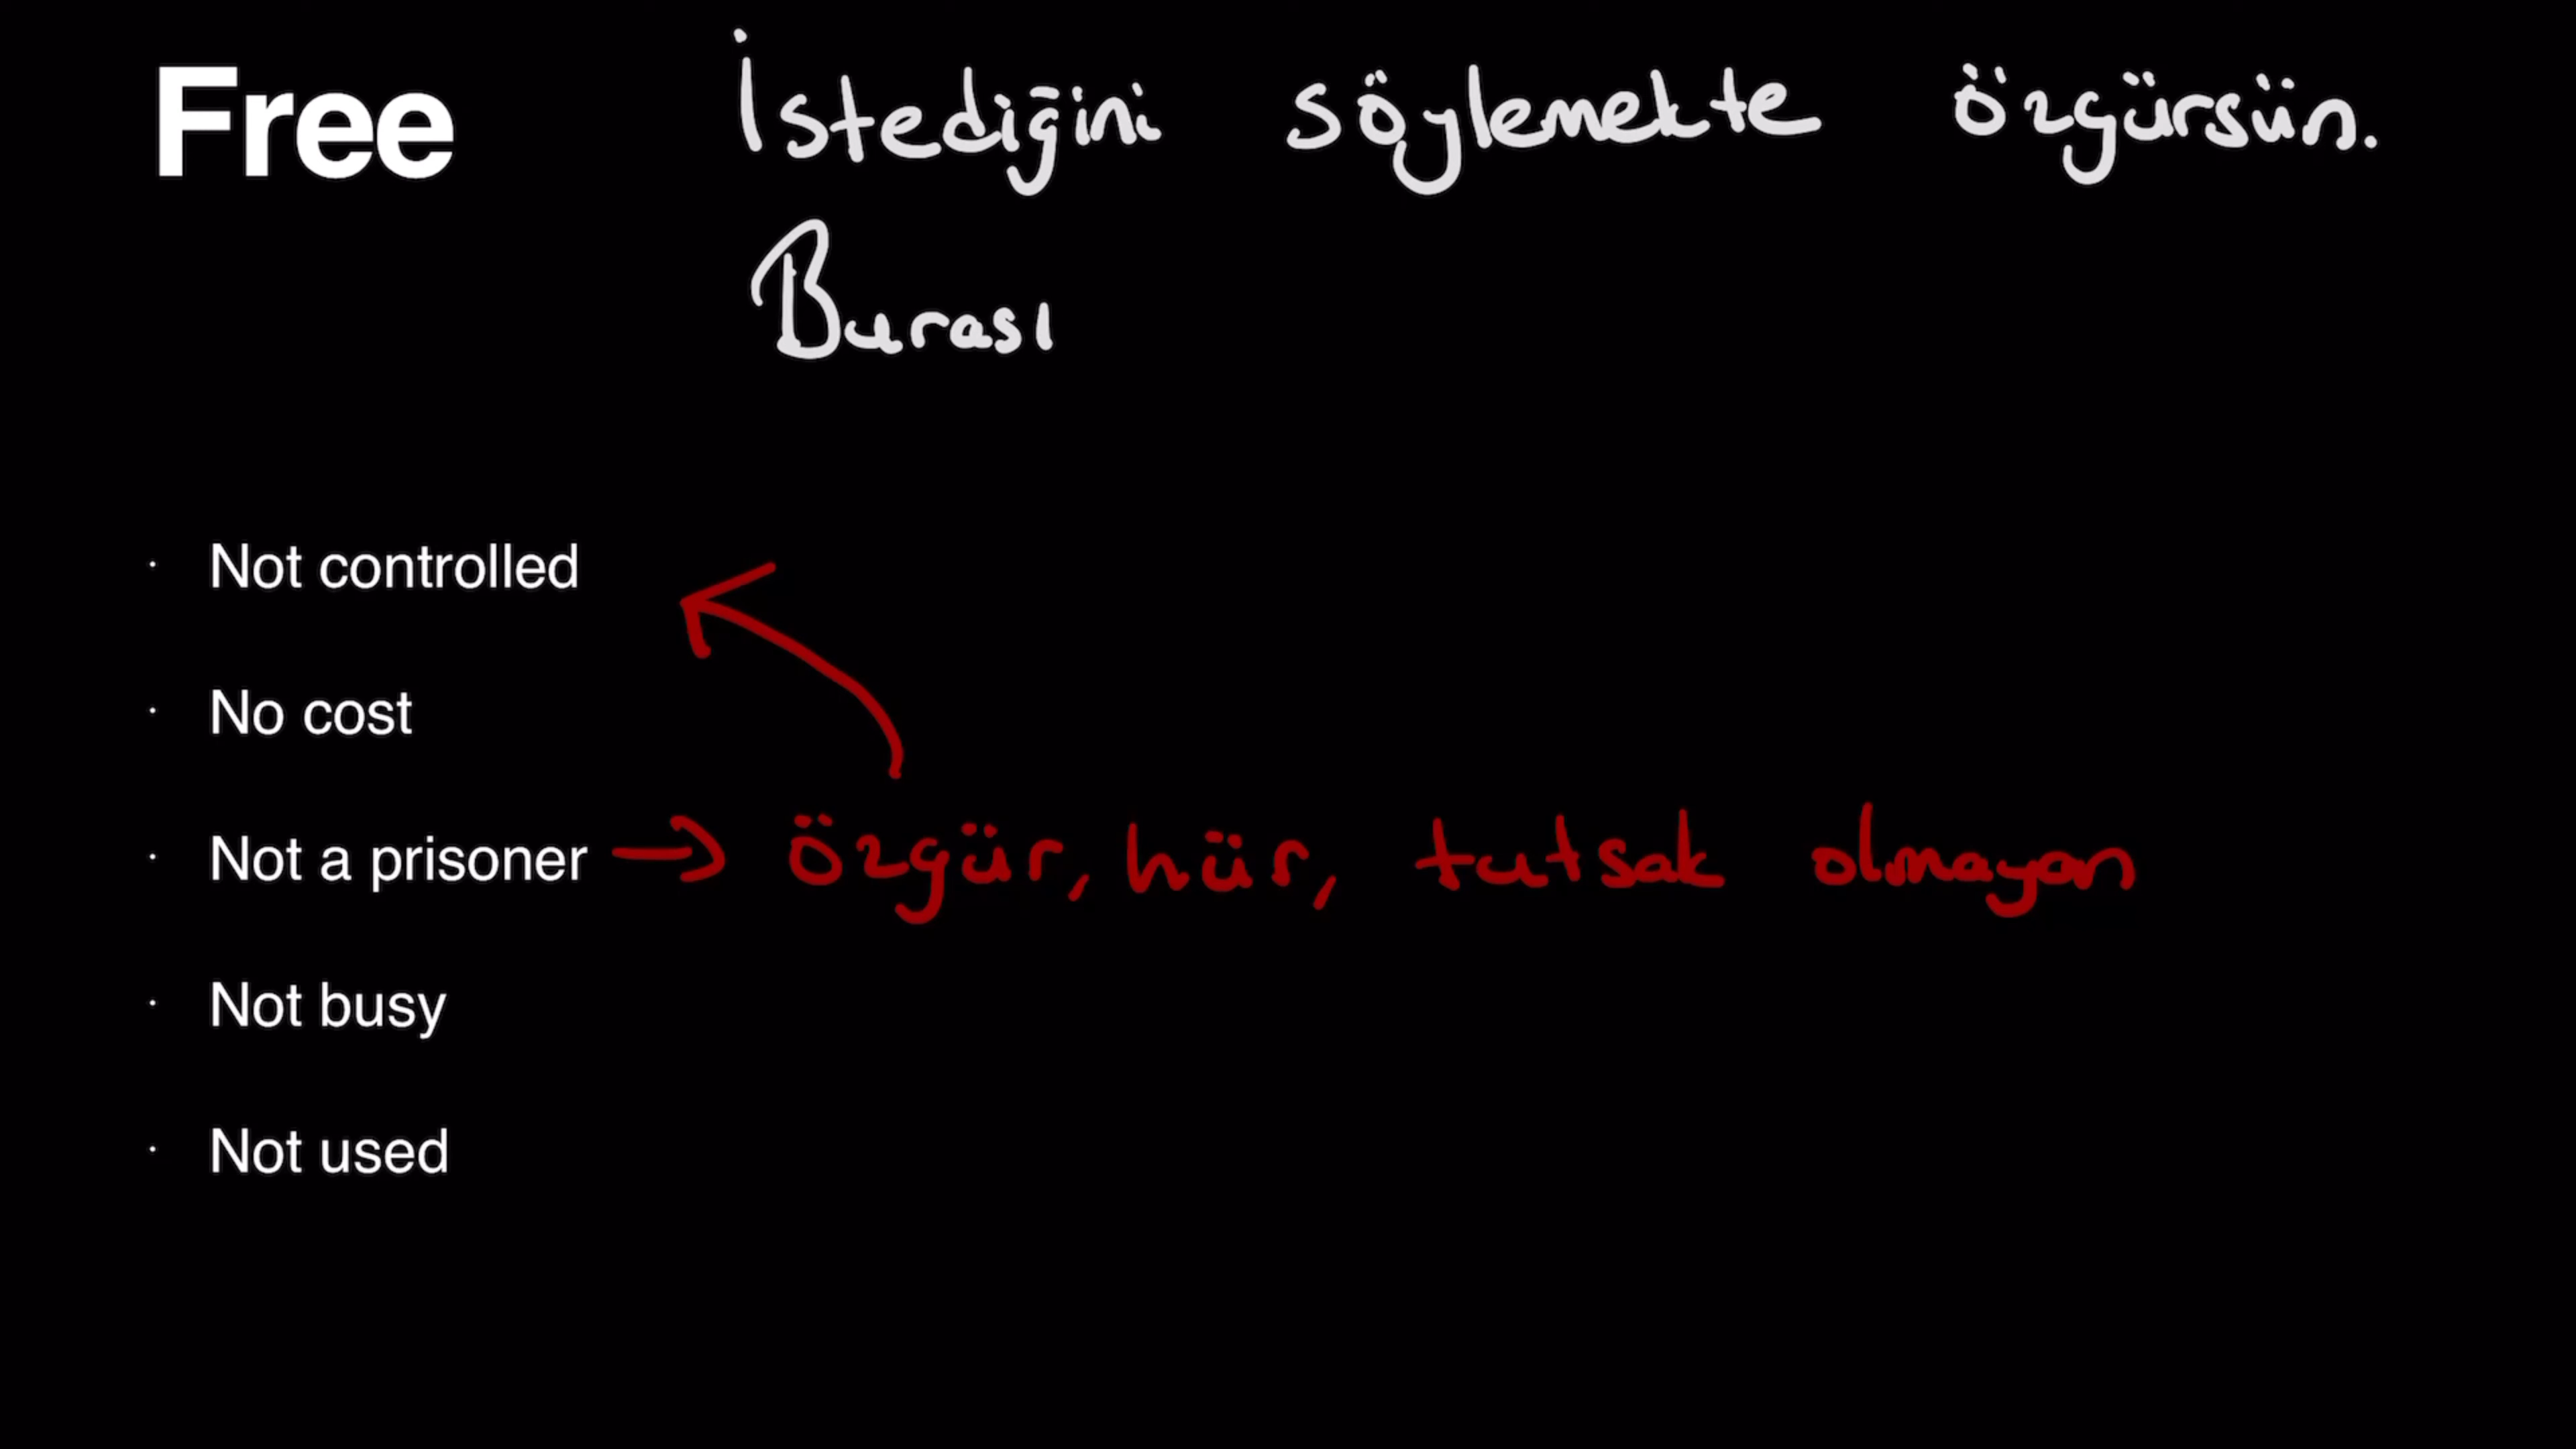 Free
İstediğini söylemekte özgürsün.
Burası
· Not controlled
· No cost
· Not a prisoner → özgür, hür, tutsak olmayan
· Not busy
· Not used